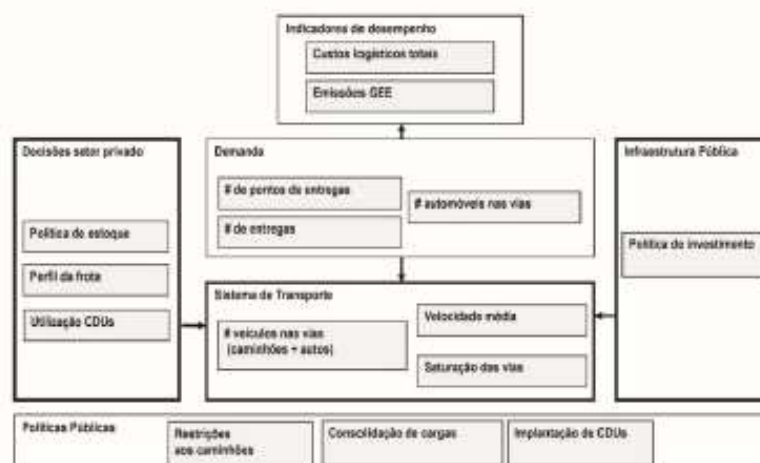 Indicadores de desempenho
Custos logísticos totais
Emissões GEE
Decisões setor privado
Política de estoque
Perfil da frota
Utilização CDUs
Demanda
# de pontos de entregas
# de entregas
# automóveis nas vias
Sistema de Transporte
# veículos nas vias
(caminhões + autos)
Velocidade média
Saturação das vias
Infraestrutura Pública
Política de investimento
Políticas Públicas
Restrições
aos caminhões
Consolidação de cargas
Implantação de CDUs